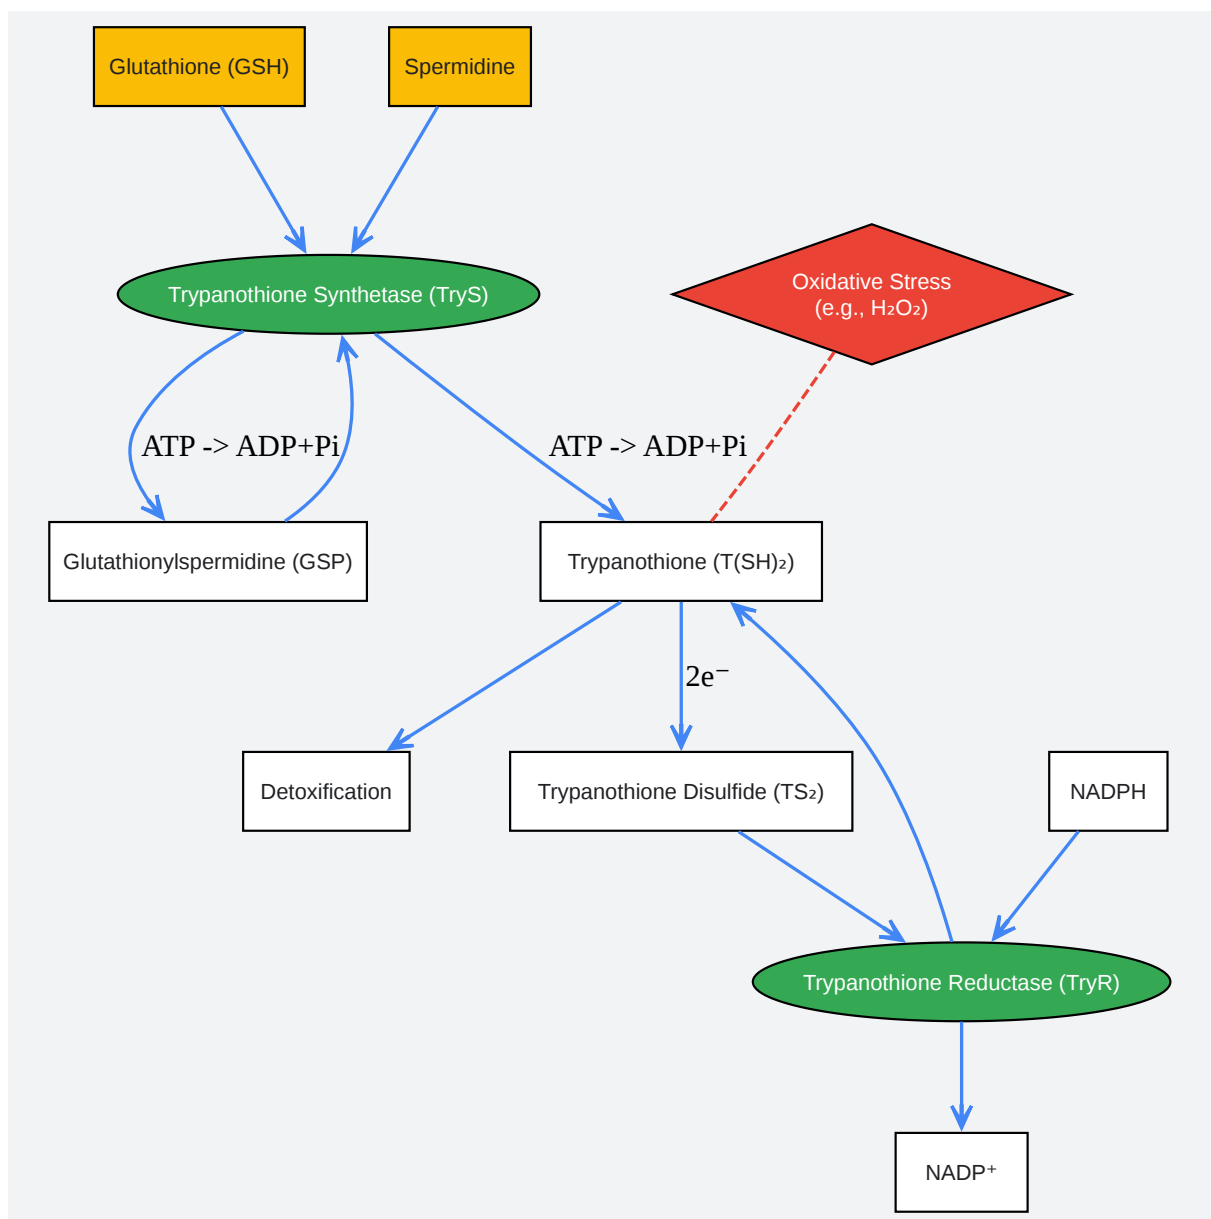 Glutathione (GSH)
Spermidine
Trypanothione Synthetase (TryS)
Oxidative Stress
(e.g., H₂O₂)
ATP -> ADP+Pi
ATP -> ADP+Pi
Glutathionylspermidine (GSP)
Trypanothione (T(SH)₂)
2e⁻
Detoxification
Trypanothione Disulfide (TS₂)
NADPH
Trypanothione Reductase (TryR)
NADP⁺